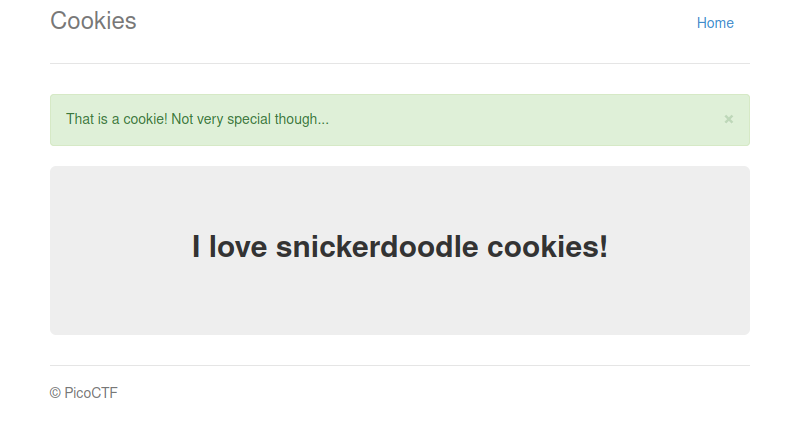 Cookies
Home
That is a cookie! Not very special though...
×
I love snickerdoodle cookies!
© PicoCTF